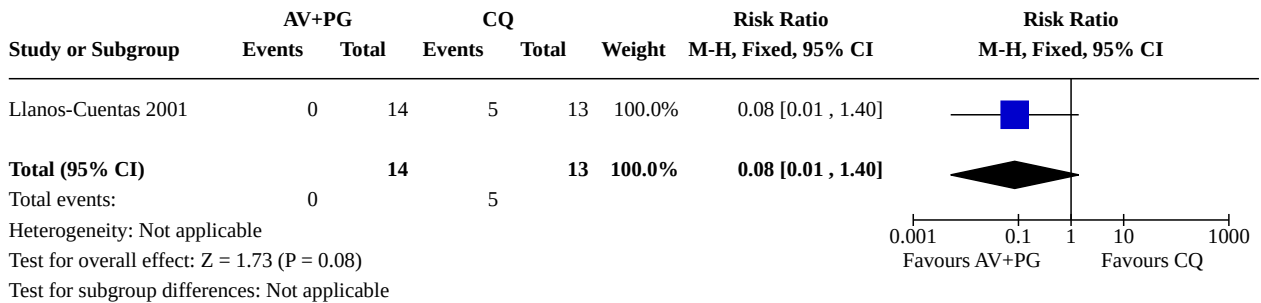 AV+PG CQ Risk Ratio Risk Ratio
Study or Subgroup Events Total Events Total Weight M-H, Fixed, 95% CI M-H, Fixed, 95% CI
Llanos-Cuentas 2001 0 14 5 13 100.0% 0.08 [0.01 , 1.40]
Total (95% CI) 14 13 100.0% 0.08 [0.01 , 1.40]
Total events: 0 5
Heterogeneity: Not applicable
0.001 0.1 1 10 1000
Test for overall effect: Z = 1.73 (P = 0.08) Favours AV+PG Favours CQ
Test for subgroup differences: Not applicable